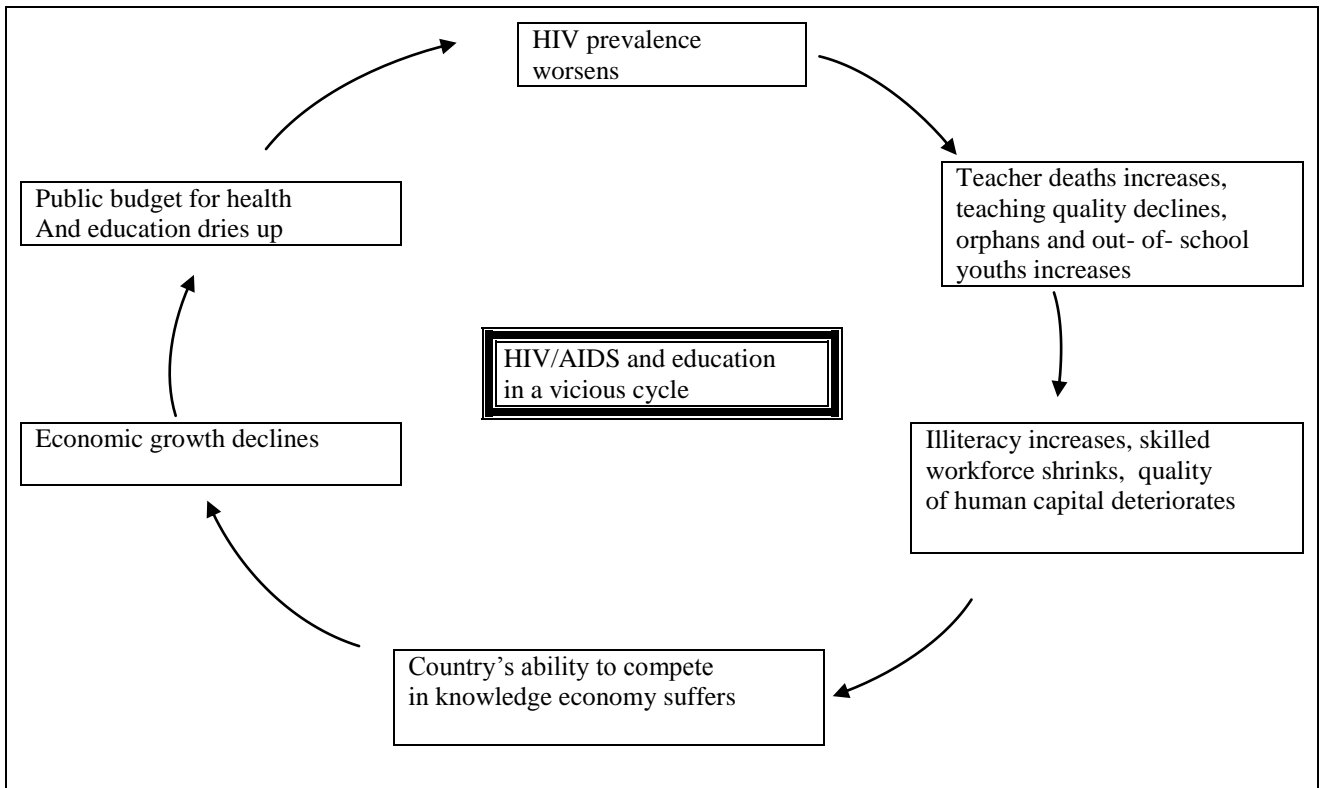 HIV prevalence
worsens
Teacher deaths increases,
teaching quality declines,
orphans and out- of- school
youths increases
Illiteracy increases, skilled
workforce shrinks,  quality
of human capital deteriorates
Country’s ability to compete
in knowledge economy suffers
Economic growth declines
Public budget for health
And education dries up
HIV/AIDS and education
in a vicious cycle